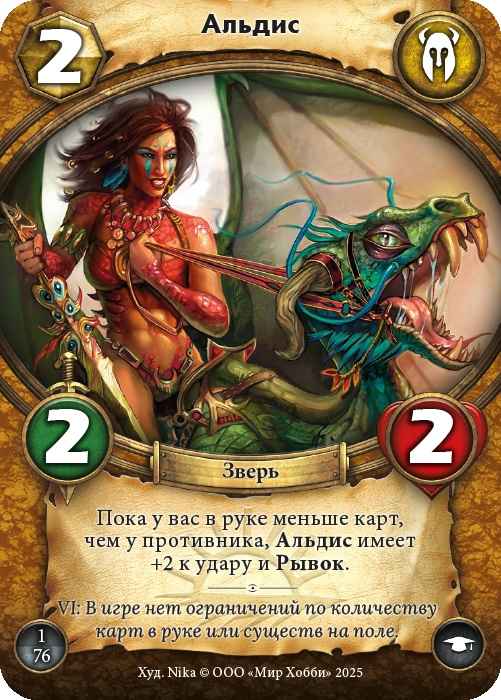 Альдис
2
2
2
Зверь
Пока у вас в руке меньше карт,
чем у противника, Альдис имеет
+2 к удару и Рывок.
VI: В игре нет ограничений по количеству
карт в руке или существ на поле.
1
76
Худ. Nika © ООО «Мир Хобби» 2025